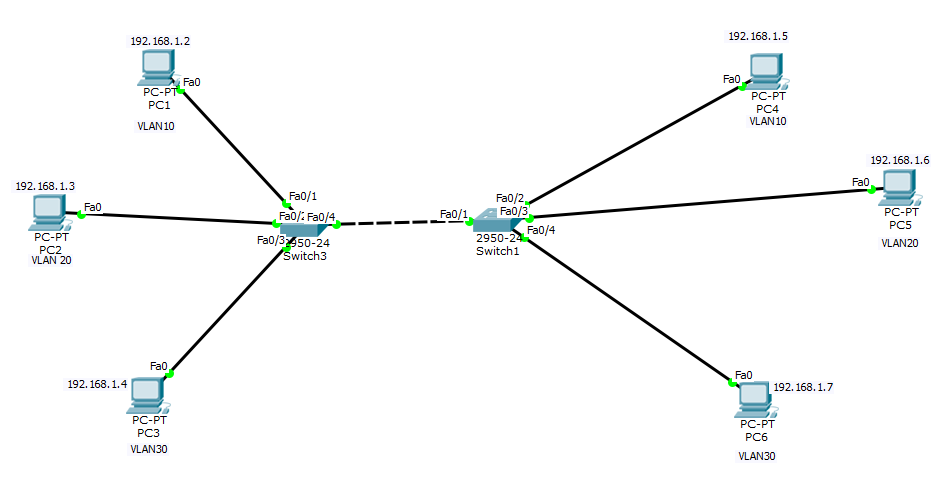 192.168.1.2
Fa0
PC-PT
PC1
VLAN10
192.168.1.3
Fa0
PC-PT
PC2
VLAN 20
192.168.1.4
Fa0
PC-PT
PC3
VLAN30
Fa0/1
Fa0/2
Fa0/4
Fa0/3
2950-24
Switch3
Fa0/1
Fa0/2
Fa0/3
Fa0/4
2950-24
Switch1
192.168.1.5
Fa0
PC-PT
PC4
VLAN10
192.168.1.6
Fa0
PC-PT
PC5
VLAN20
Fa0
192.168.1.7
PC-PT
PC6
VLAN30